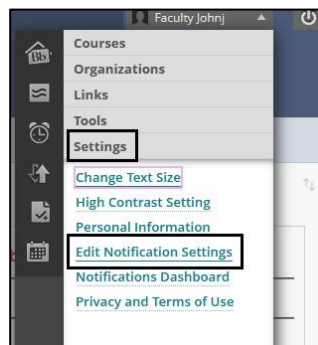 Faculty Johnj
Bb
Courses
Organizations
Links
Tools
Settings
Change Text Size
High Contrast Setting
Personal Information
Edit Notification Settings
Notifications Dashboard
Privacy and Terms of Use